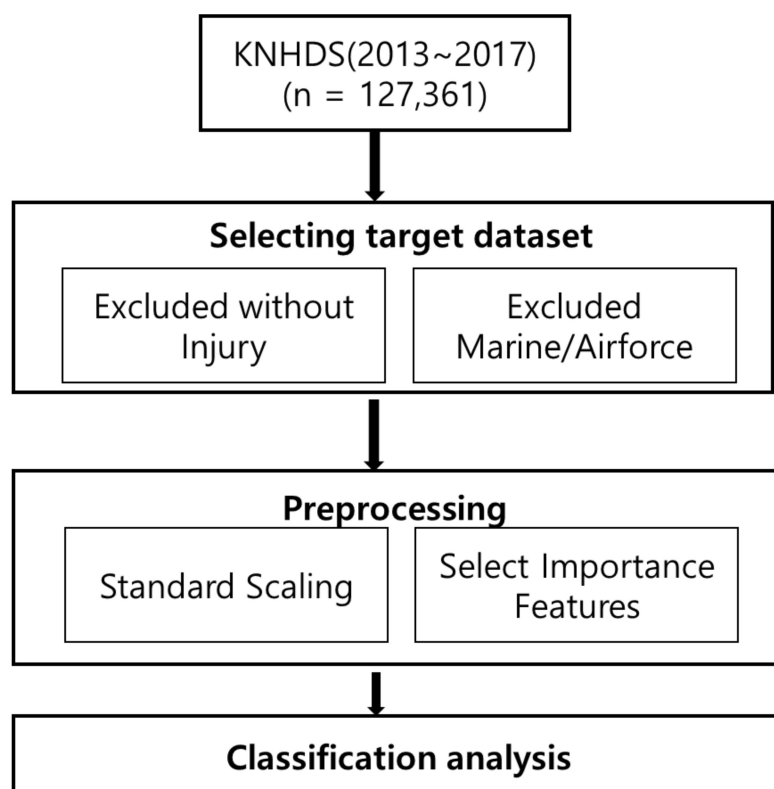 KNHDS(2013~2017)
(n = 127,361)
Selecting target dataset
Excluded without
Injury
Excluded
Marine/Airforce
Preprocessing
Standard Scaling
Select Importance
Features
Classification analysis